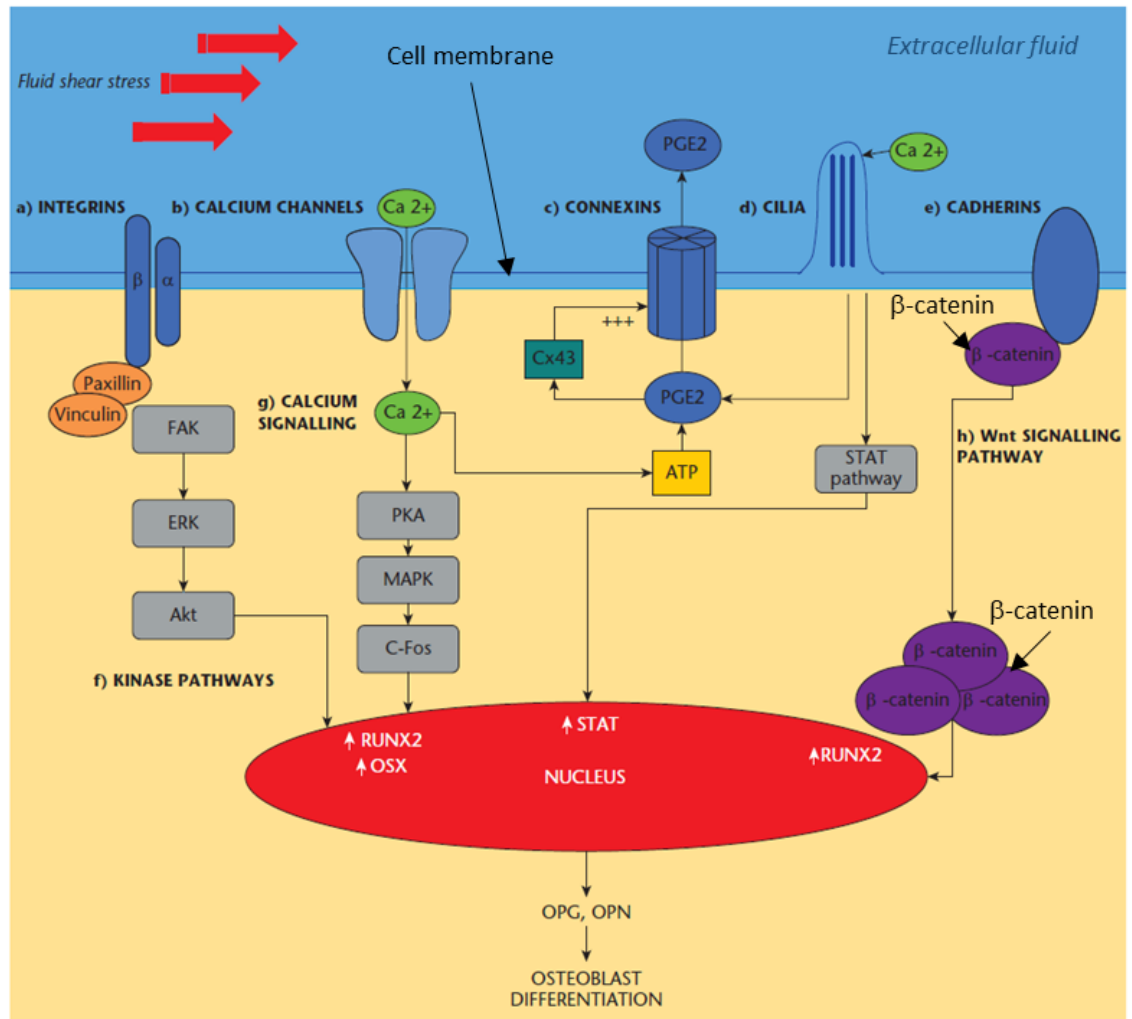 Extracellular fluid
Cell membrane
Fluid shear stress
PGE2
Ca 2+
a) INTEGRINS
b) CALCIUM CHANNELS
Ca 2+
c) CONNEXINS
d) CILIA
e) CADHERINS
β
α
β-catenin
+++
β -catenin
Cx43
Paxillin
Vinculin
FAK
g) CALCIUM
SIGNALLING
Ca 2+
PGE2
h) Wnt SIGNALLING
PATHWAY
ATP
STAT
pathway
ERK
PKA
MAPK
Akt
C-Fos
β-catenin
β -catenin
β -catenin
β -catenin
f) KINASE PATHWAYS
↑ RUNX2
↑ OSX
↑ STAT
↑RUNX2
NUCLEUS
OPG, OPN
OSTEOBLAST
DIFFERENTIATION